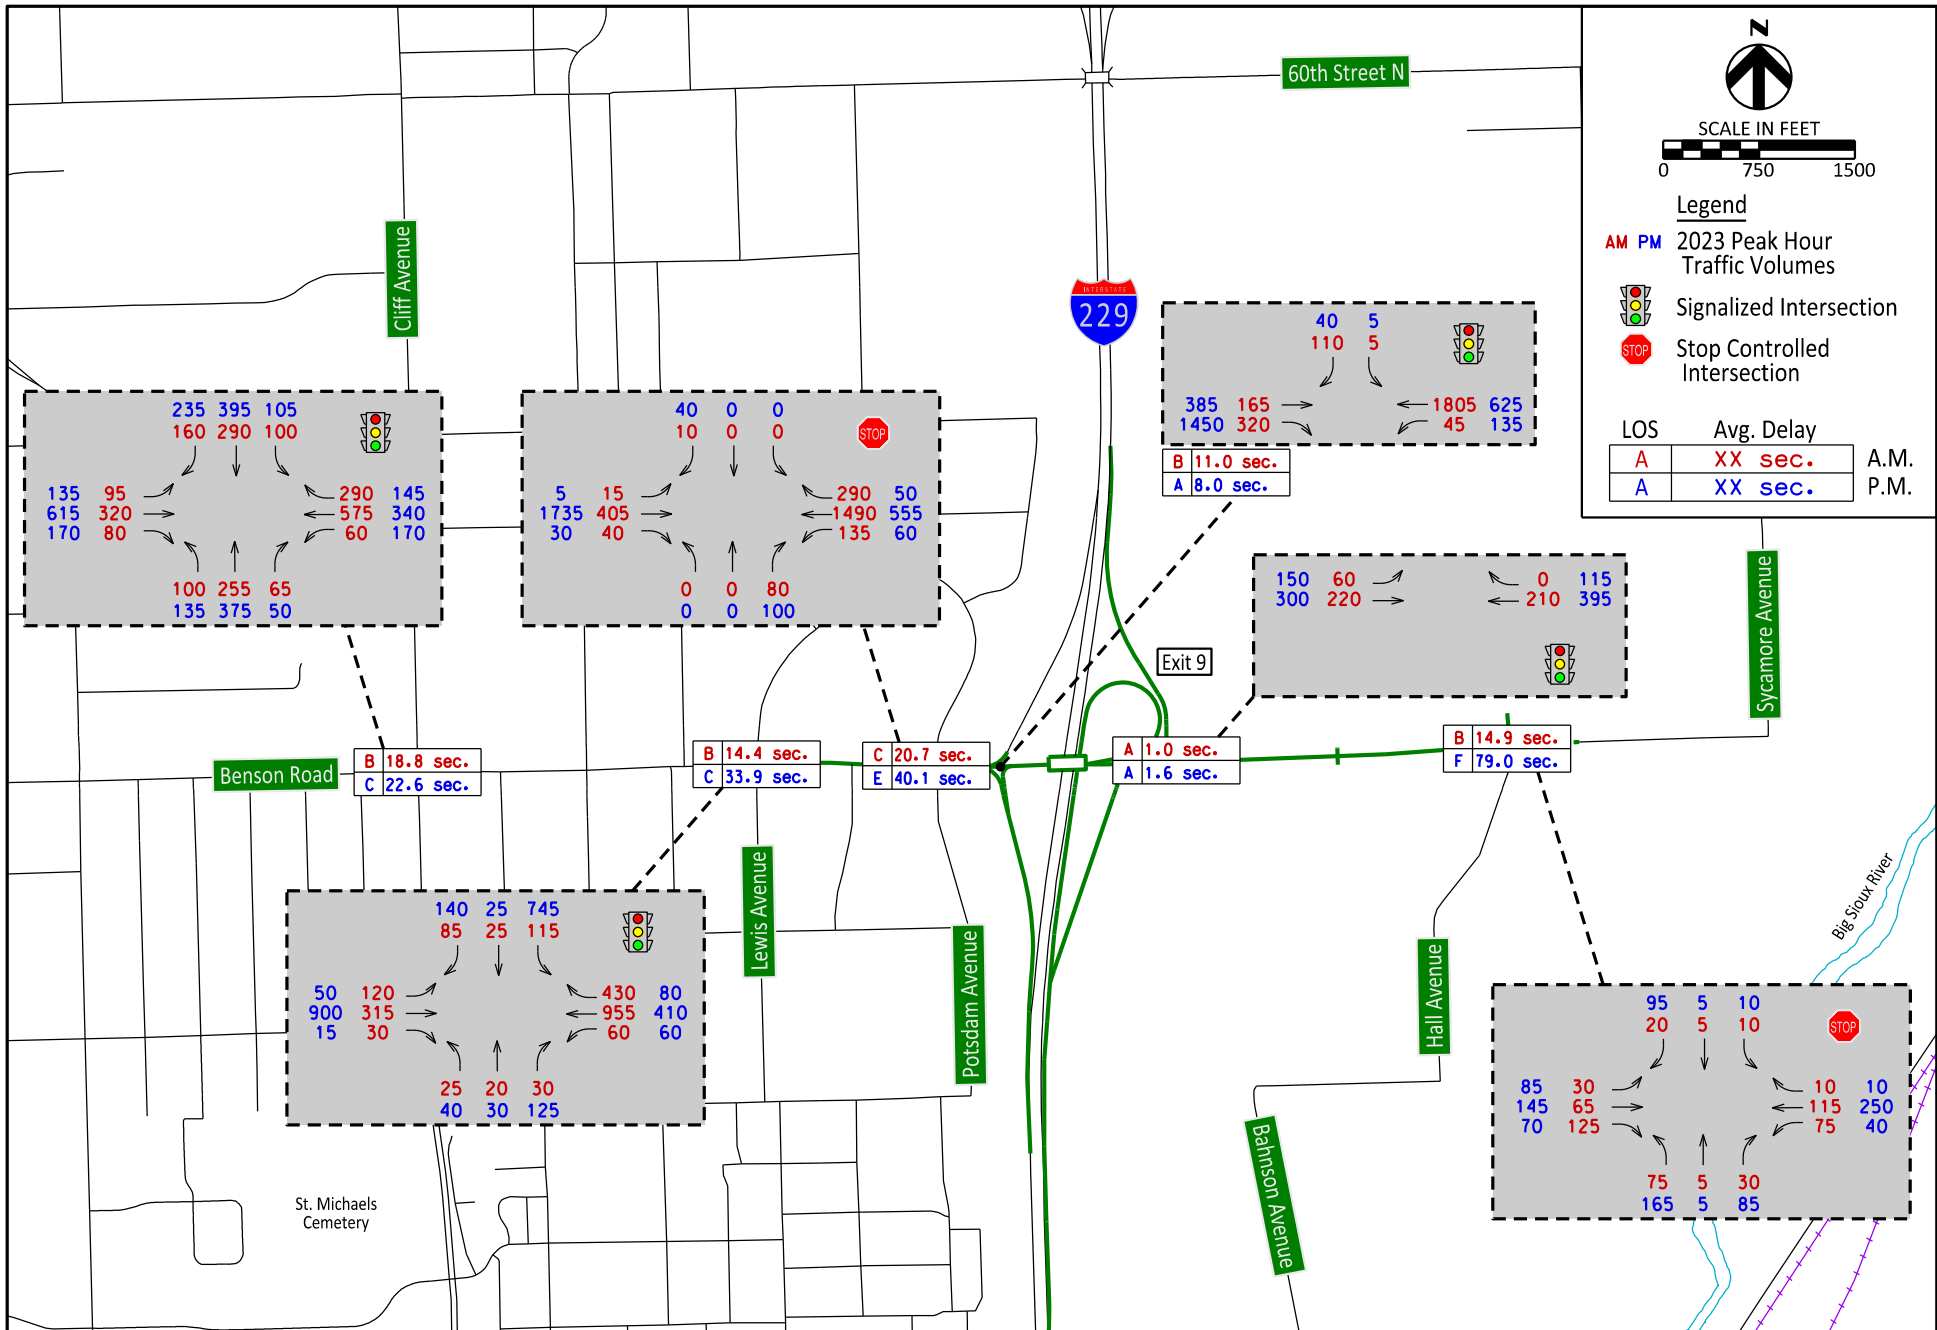 60th Street N
N
SCALE IN FEET
0 750 1500
Legend
AM PM 2023 Peak Hour
Traffic Volumes
Signalized Intersection
STOP Stop Controlled
Intersection
LOS Avg. Delay
A XX sec. A.M.
A XX sec. P.M.
Cliff Avenue
INTERSTATE
229
235 395 105
160 290 100
135 95 290 145
615 320 575 340
170 80 60 170
100 255 65
135 375 50
40 0 0
10 0 0
STOP
5 15 290 50
1735 405 1490 555
30 40 135 60
0 0 80
0 0 100
40 5
110 5
385 165 1805 625
1450 320 45 135
B 11.0 sec.
A 8.0 sec.
150 60 0 115
300 220 210 395
Exit 9
Sycamore Avenue
Benson Road
B 18.8 sec.
C 22.6 sec.
B 14.4 sec.
C 33.9 sec.
C 20.7 sec.
E 40.1 sec.
A 1.0 sec.
A 1.6 sec.
B 14.9 sec.
F 79.0 sec.
140 25 745
85 25 115
50 120 430 80
900 315 955 410
15 30 60 60
25 20 30
40 30 125
Lewis Avenue
Potsdam Avenue
Hall Avenue
Big Sioux River
95 5 10
20 5 10
STOP
85 30 10 10
145 65 115 250
70 125 75 40
75 5 30
165 5 85
Bahnson Avenue
St. Michaels
Cemetery